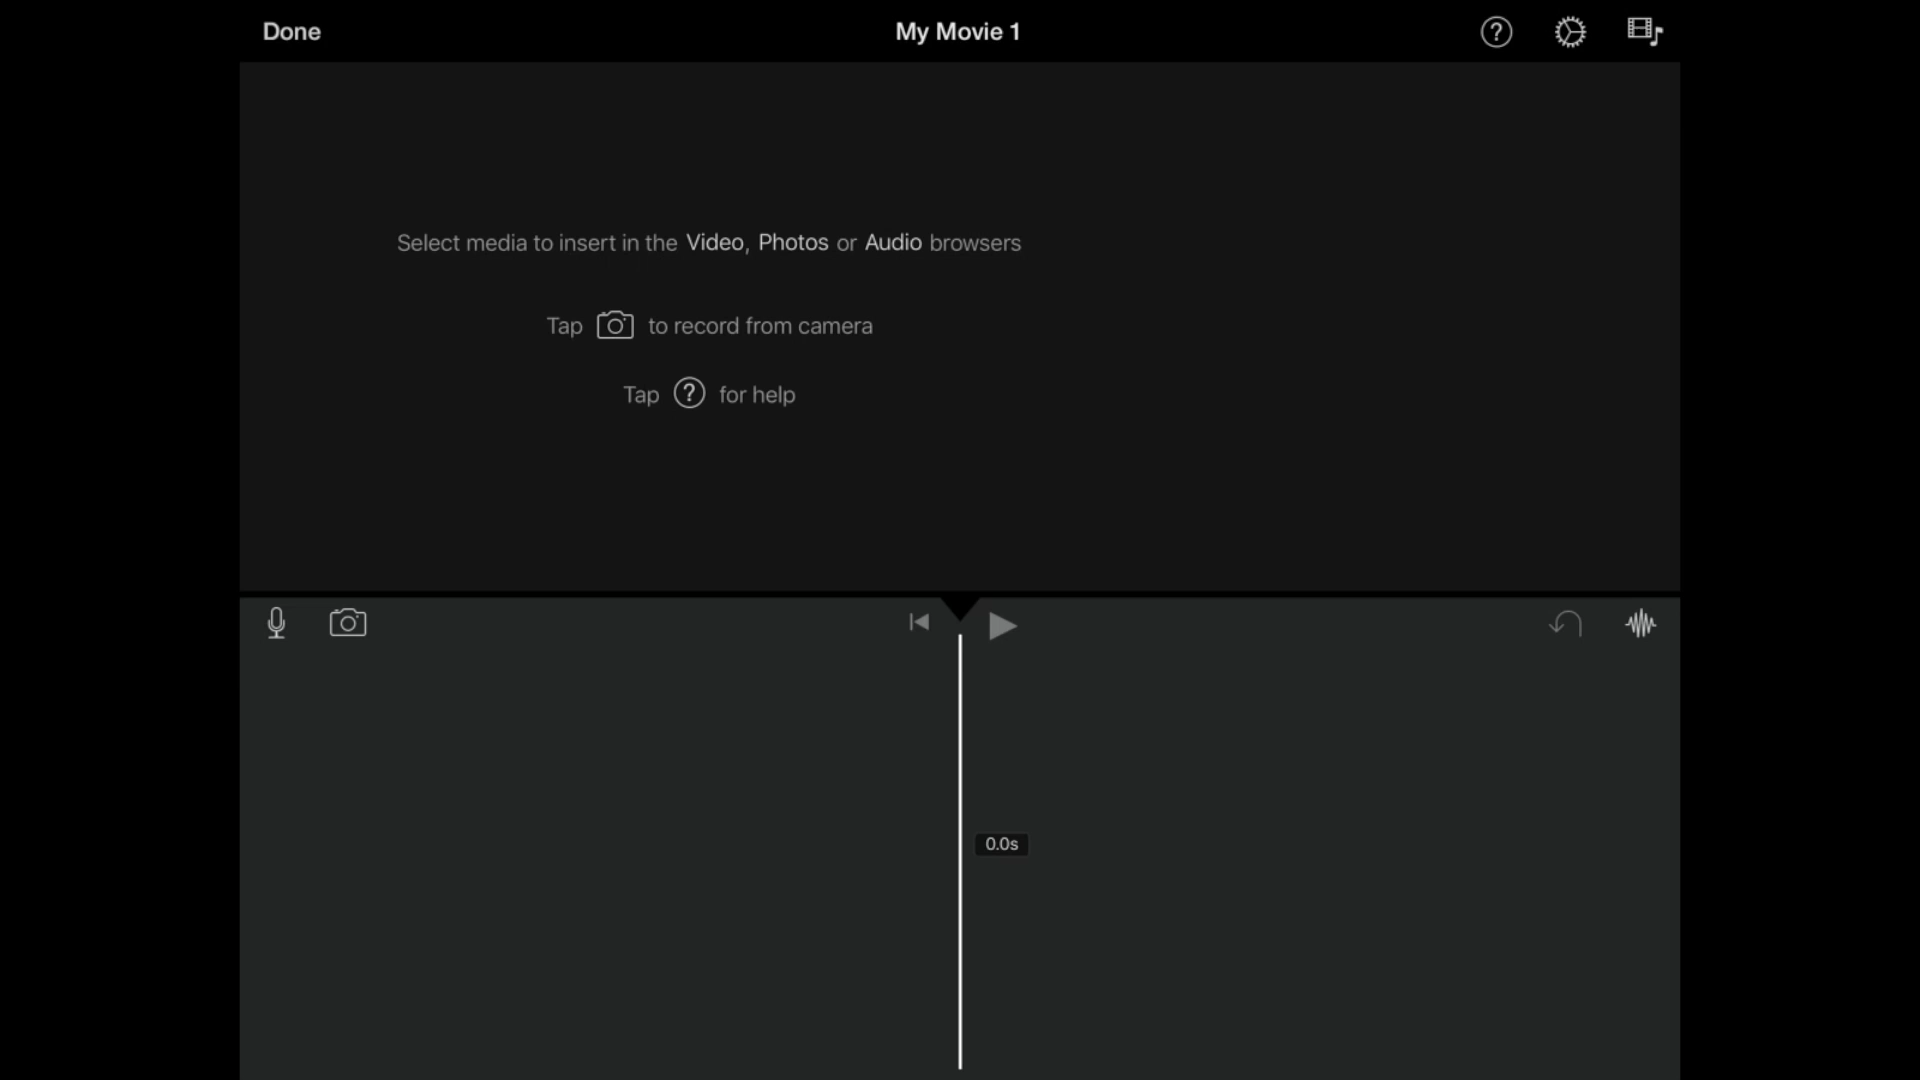 Done My Movie 1
Select media to insert in the Video, Photos or Audio browsers
Tap to record from camera
Tap ? for help
0.0s